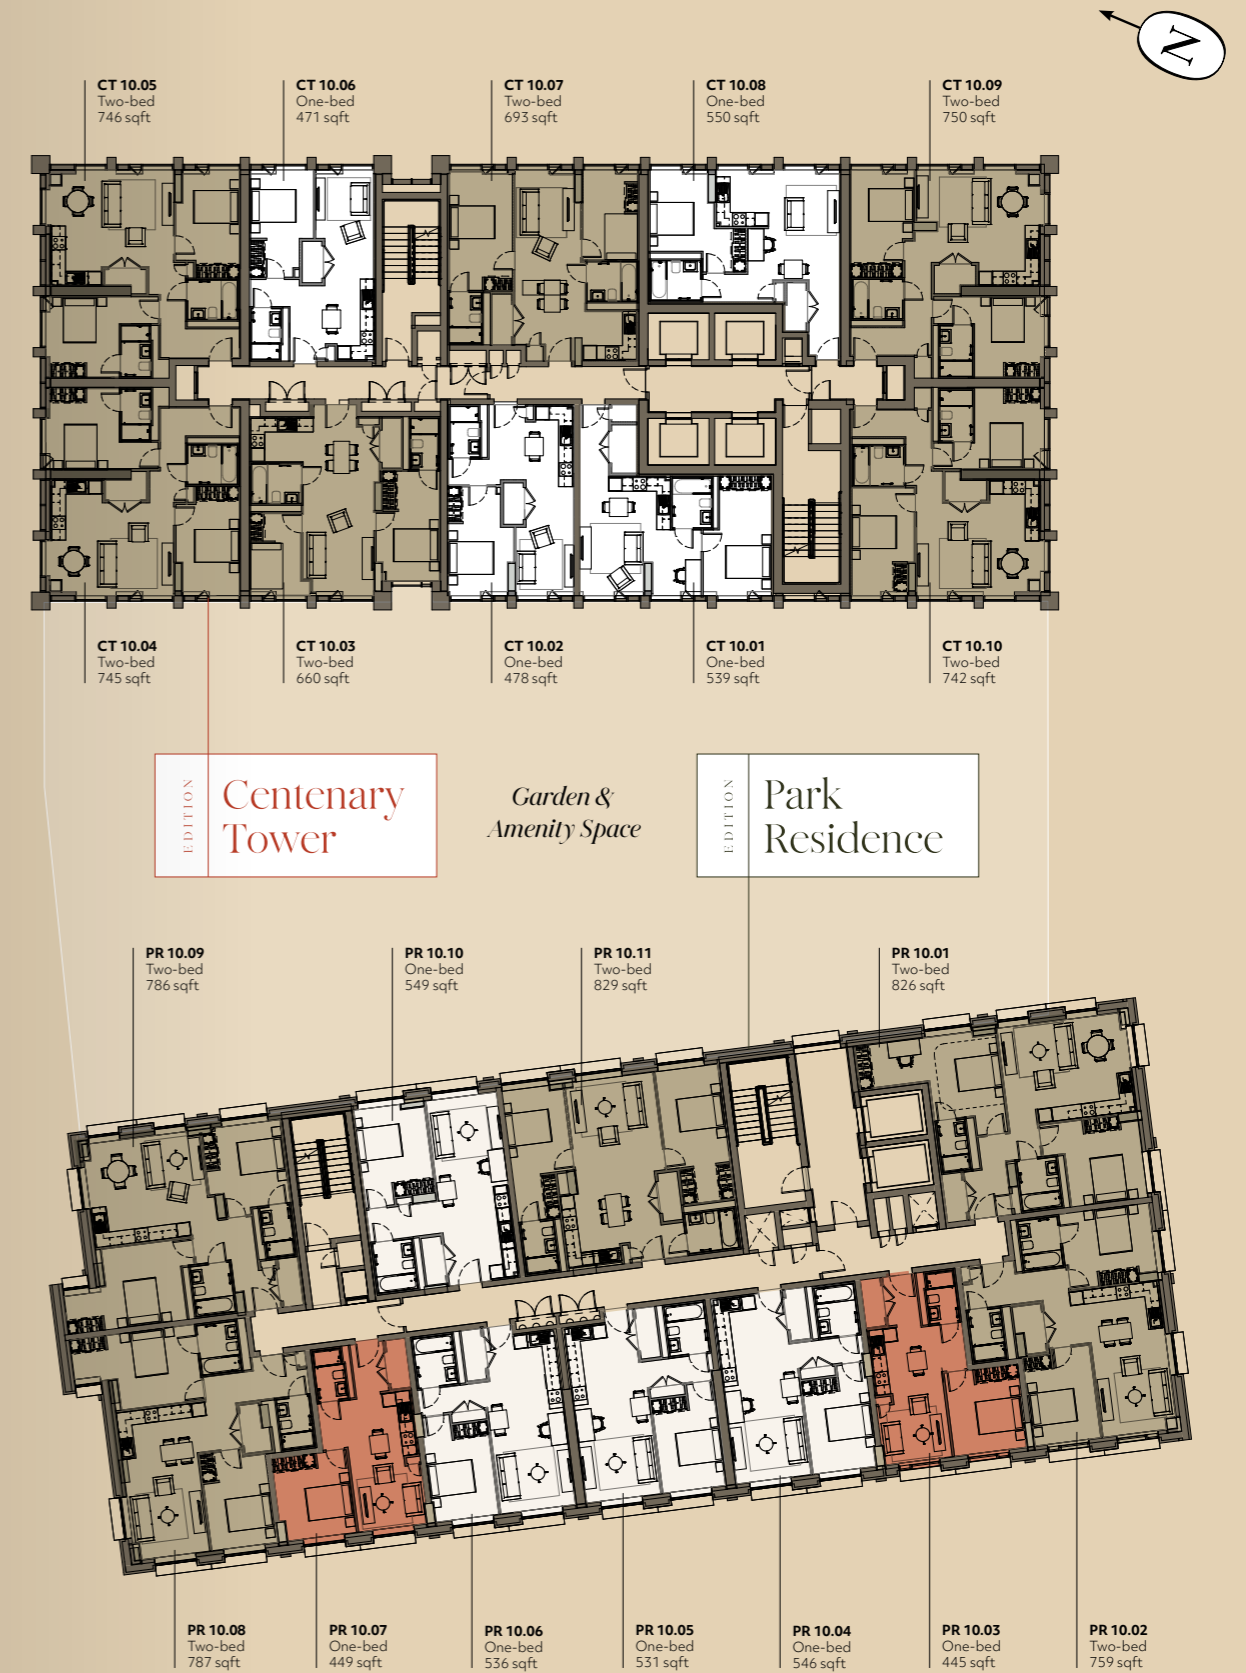 N
CT 10.05
Two-bed
746 sqft
CT 10.06
One-bed
471 sqft
CT 10.07
Two-bed
693 sqft
CT 10.08
One-bed
550 sqft
CT 10.09
Two-bed
750 sqft
CT 10.04
Two-bed
745 sqft
CT 10.03
Two-bed
660 sqft
CT 10.02
One-bed
478 sqft
CT 10.01
One-bed
539 sqft
CT 10.10
Two-bed
742 sqft
EDITION
Centenary
Tower
Garden &
Amenity Space
EDITION
Park
Residence
PR 10.09
Two-bed
786 sqft
PR 10.10
One-bed
549 sqft
PR 10.11
Two-bed
829 sqft
PR 10.01
Two-bed
826 sqft
PR 10.08
Two-bed
787 sqft
PR 10.07
One-bed
449 sqft
PR 10.06
One-bed
536 sqft
PR 10.05
One-bed
531 sqft
PR 10.04
One-bed
546 sqft
PR 10.03
One-bed
445 sqft
PR 10.02
Two-bed
759 sqft